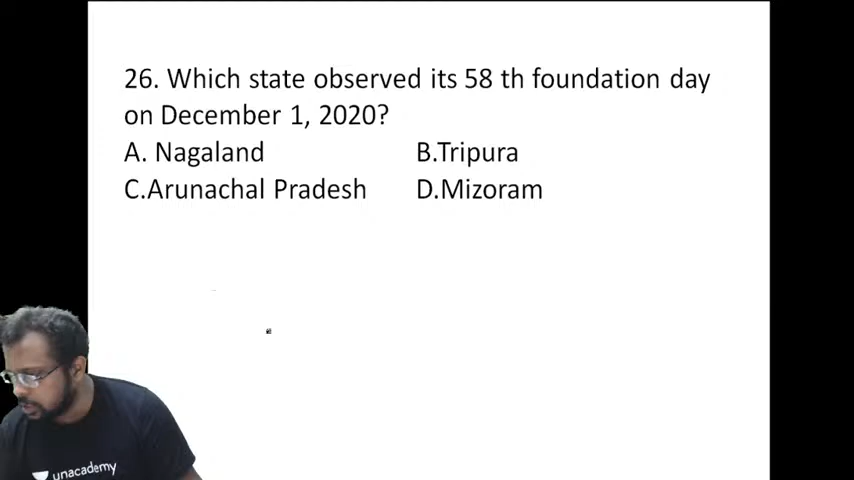 26. Which state observed its 58 th foundation day
on December 1, 2020?
A. Nagaland B.Tripura
C.Arunachal Pradesh D.Mizoram
unacademy